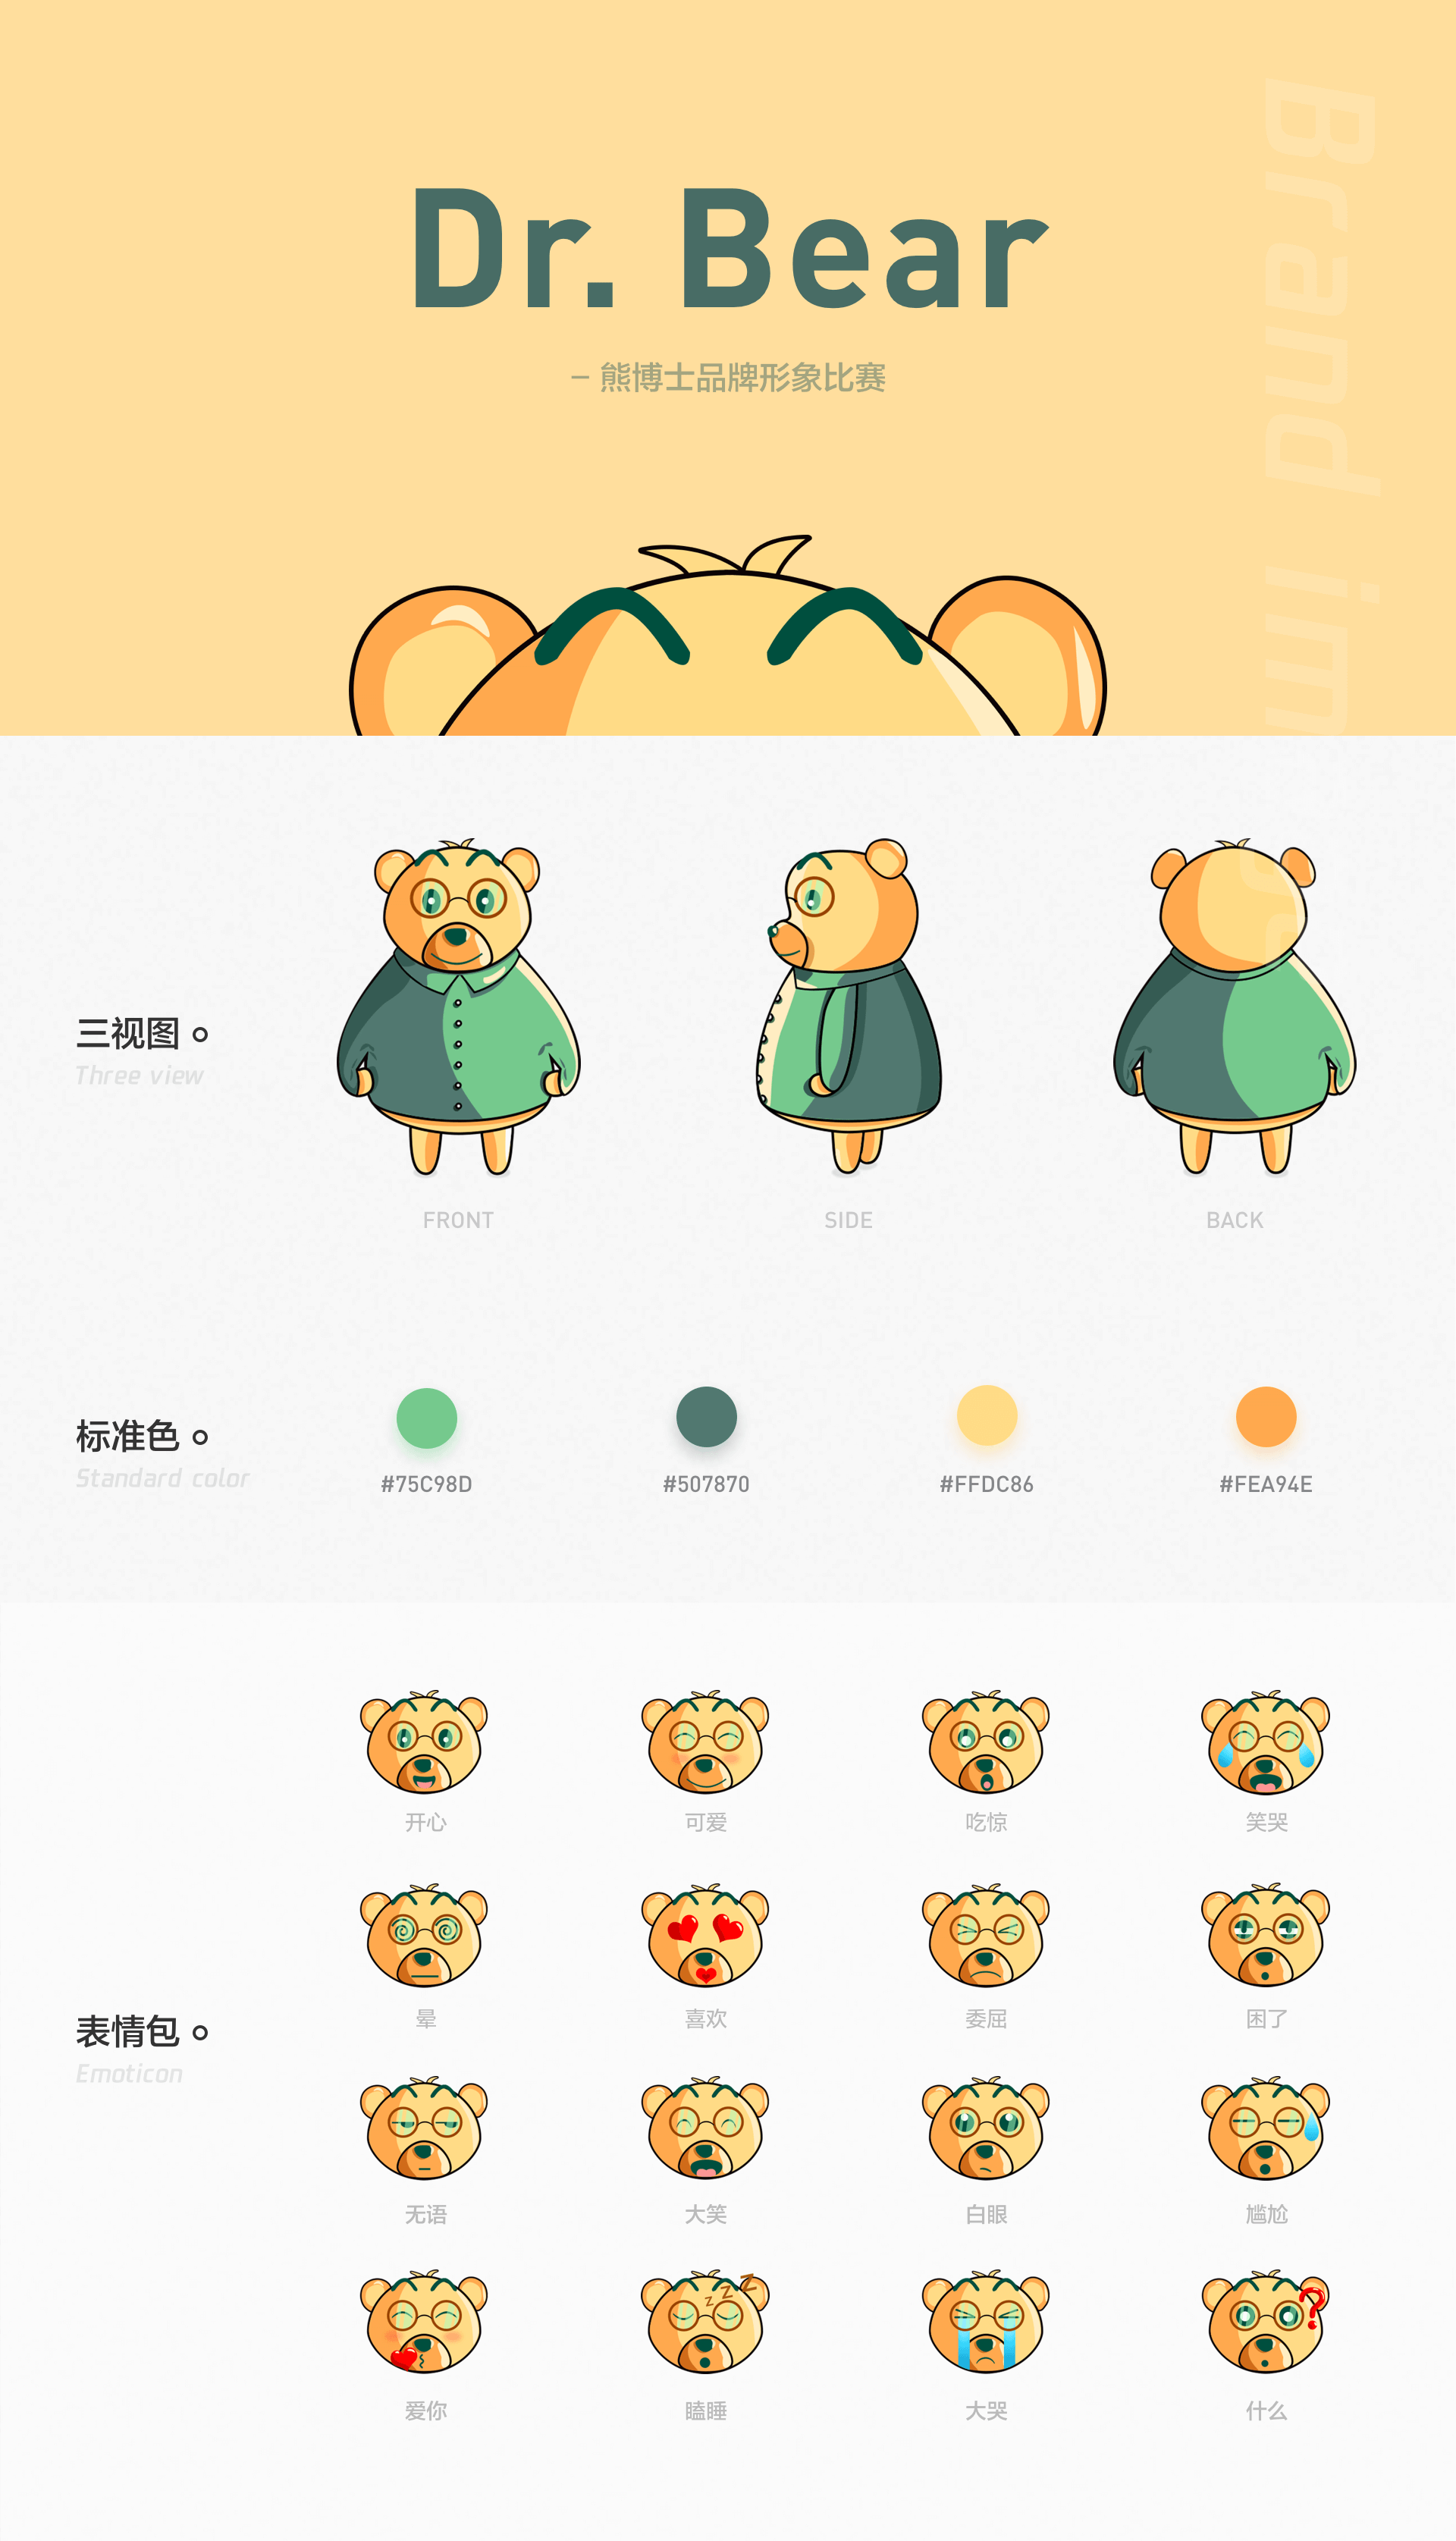 Dr. Bear
– 熊博士品牌形象比赛
Brand im
三视图。
Three view
FRONT
SIDE
BACK
标准色。
Standard color
#75C98D
#507870
#FFDC86
#FEA94E
开心
可爱
吃惊
笑哭
晕
喜欢
委屈
困了
表情包。
Emoticon
无语
大笑
白眼
尴尬
z z Z
?
爱你
瞌睡
大哭
什么